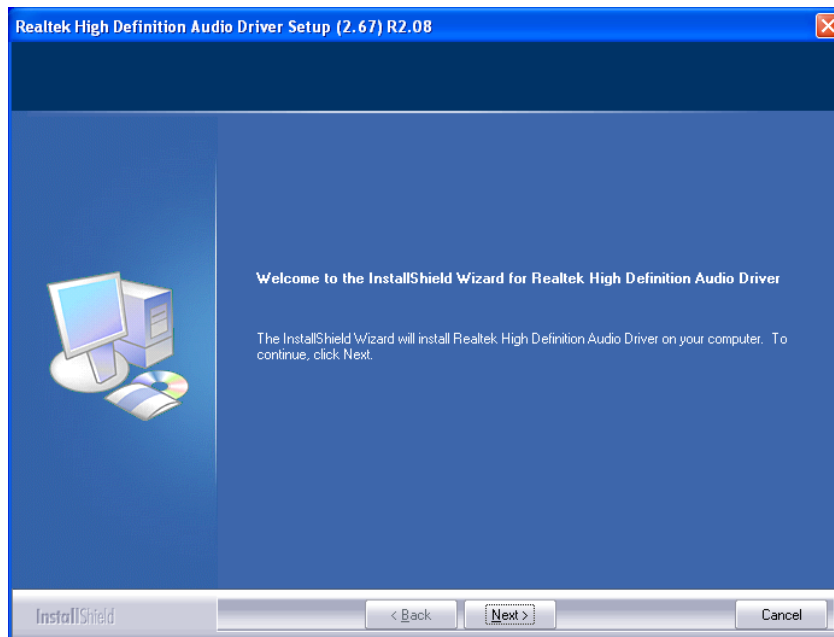 Realtek High Definition Audio Driver Setup (2.67) R2.08
Welcome to the InstallShield Wizard for Realtek High Definition Audio Driver
The InstallShield Wizard will install Realtek High Definition Audio Driver on your computer. To
continue, click Next.
InstallShield
< Back
Next >
Cancel